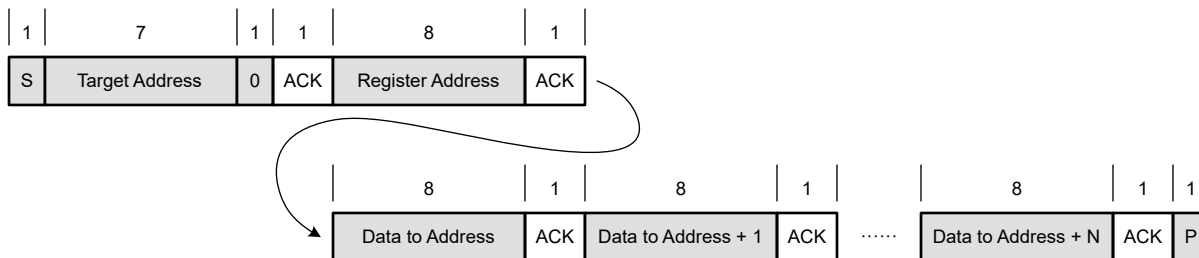 1 7 1 1 8 1
S Target Address 0 ACK Register Address ACK
8 1 8 1 8 1 1
Data to Address ACK Data to Address + 1 ACK ...... Data to Address + N ACK P